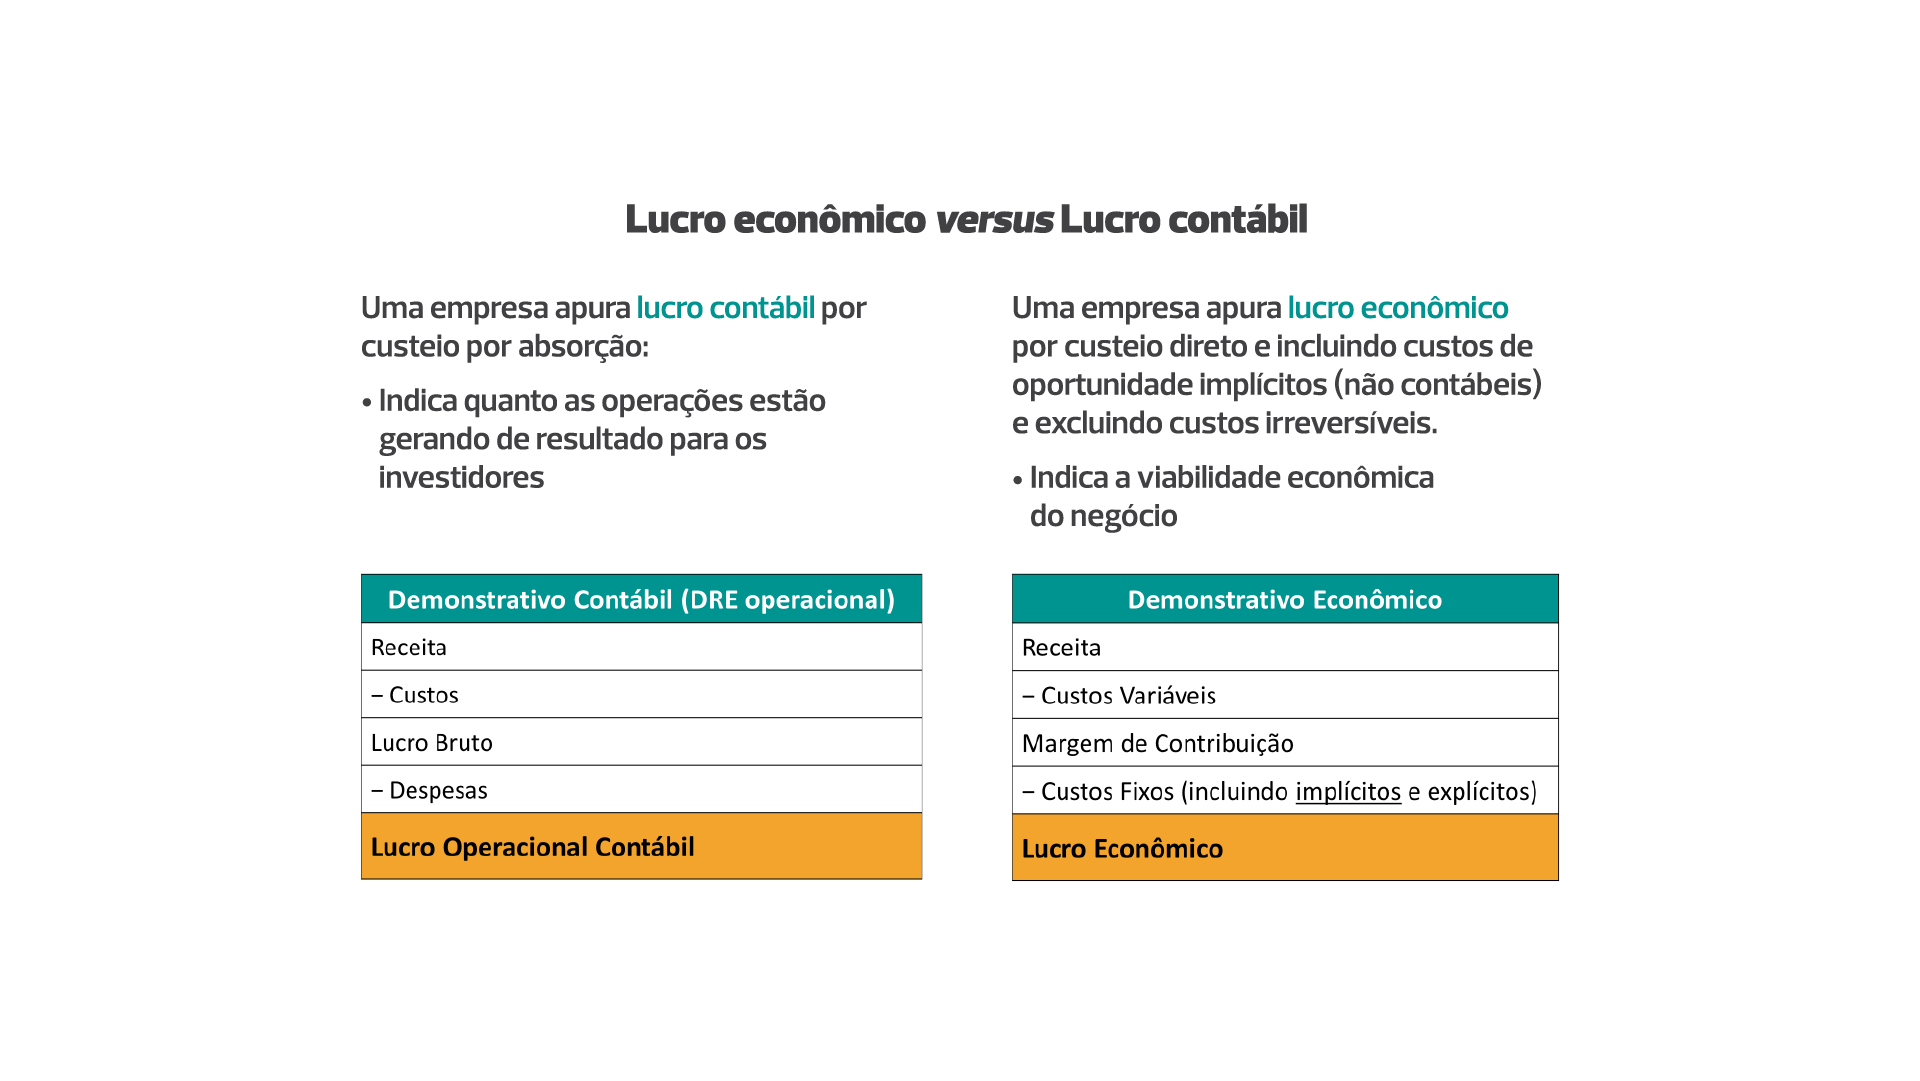 Lucro econômico versus Lucro contábil
Uma empresa apura lucro contábil por
custeio por absorção:
• Indica quanto as operações estão
gerando de resultado para os
investidores
Demonstrativo Contábil (DRE operacional)
Receita
– Custos
Lucro Bruto
– Despesas
Lucro Operacional Contábil
Uma empresa apura lucro econômico
por custeio direto e incluindo custos de
oportunidade implícitos (não contábeis)
e excluindo custos irreversíveis.
• Indica a viabilidade econômica
do negócio
Demonstrativo Econômico
Receita
– Custos Variáveis
Margem de Contribuição
– Custos Fixos (incluindo implícitos e explícitos)
Lucro Econômico